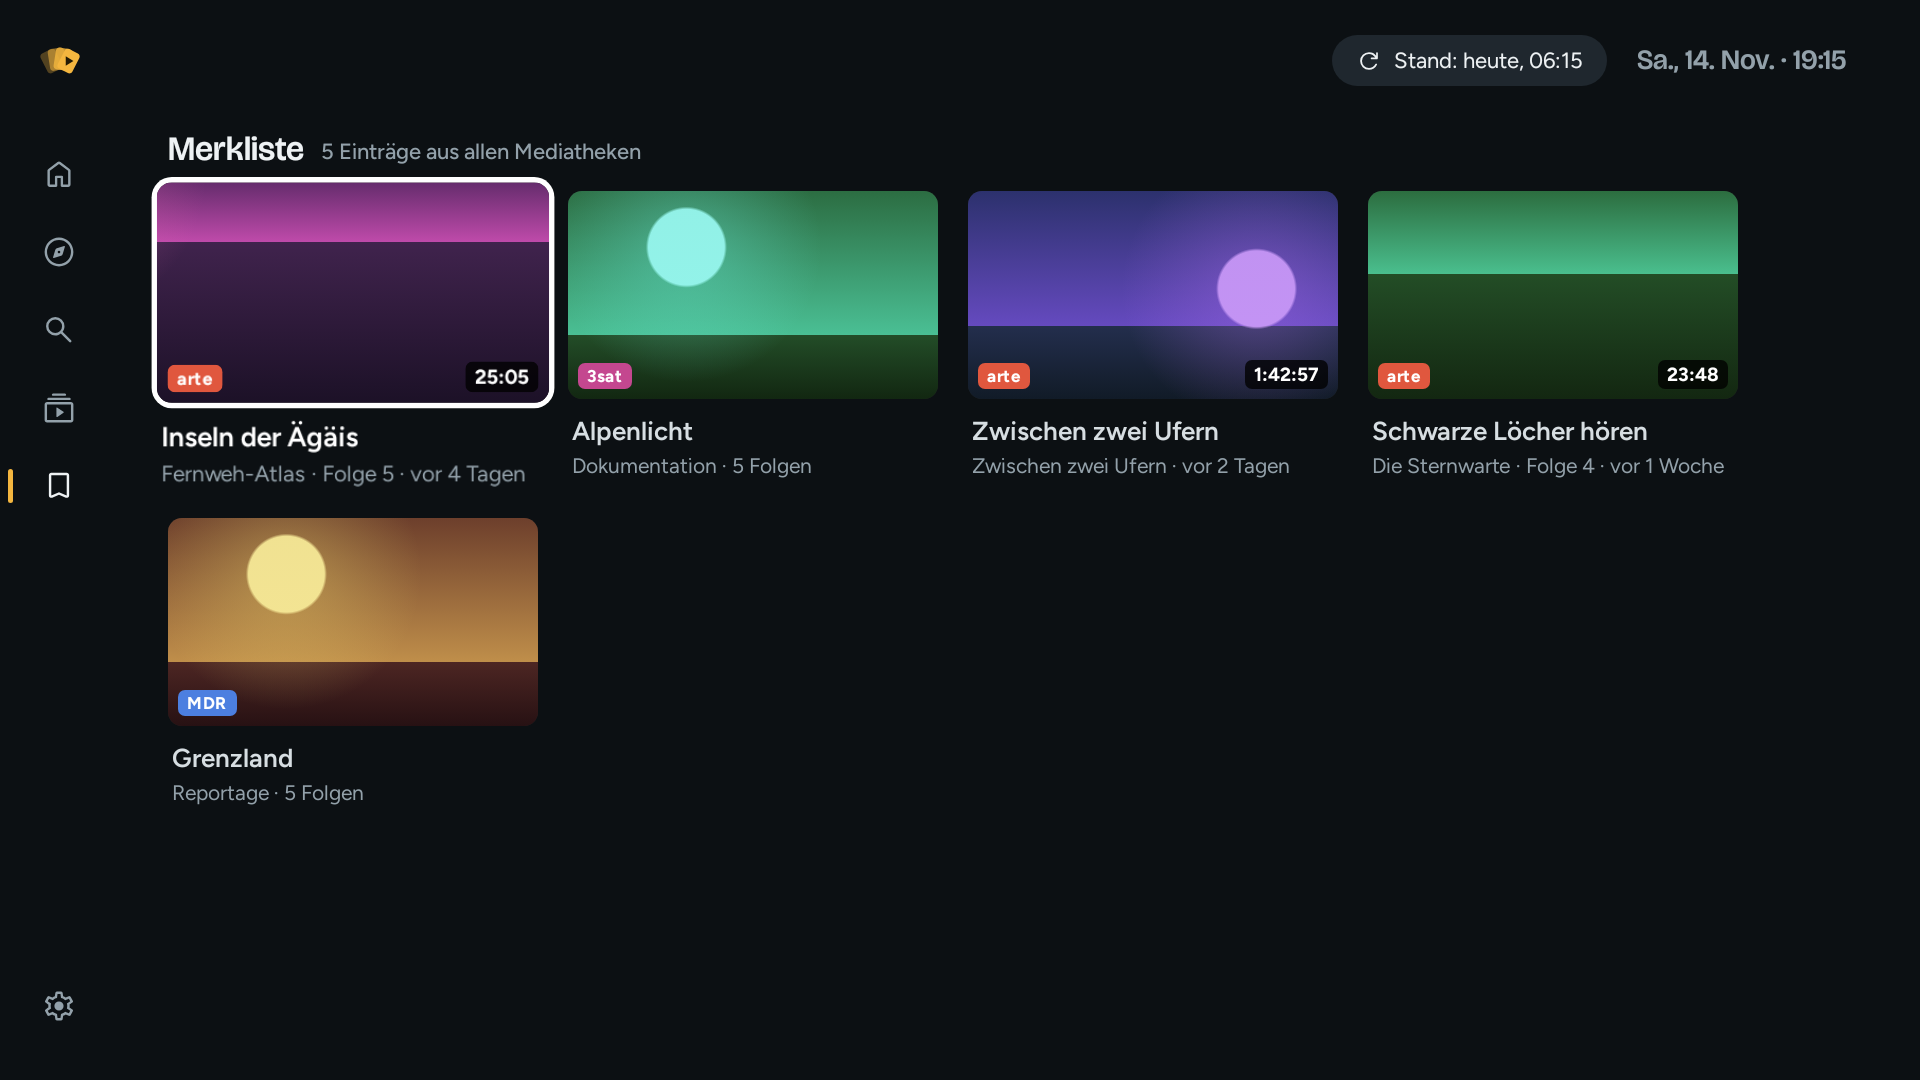 Stand: heute, 06:15
Sa., 14. Nov. · 19:15
Merkliste
5 Einträge aus allen Mediatheken
arte
25:05
Inseln der Ägäis
Fernweh-Atlas · Folge 5 · vor 4 Tagen
3sat
Alpenlicht
Dokumentation · 5 Folgen
arte
1:42:57
Zwischen zwei Ufern
Zwischen zwei Ufern · vor 2 Tagen
arte
23:48
Schwarze Löcher hören
Die Sternwarte · Folge 4 · vor 1 Woche
MDR
Grenzland
Reportage · 5 Folgen